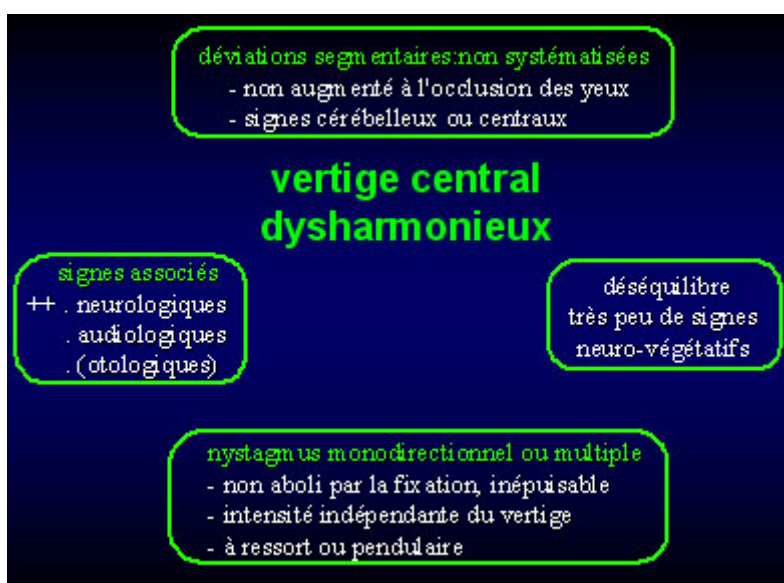 déviations segmentaires:non systématisées
- non augmenté à l'occlusion des yeux
- signes cérébelleux ou centraux
vertige central
dysharmonieux
signes associés
++ . neurologiques
. audiologiques
. (otologiques)
déséquilibre
très peu de signes
neuro-végétatifs
nystagmus monodirectionnel ou multiple
- non aboli par la fixation, inépuisable
- intensité indépendante du vertige
- à ressort ou pendulaire